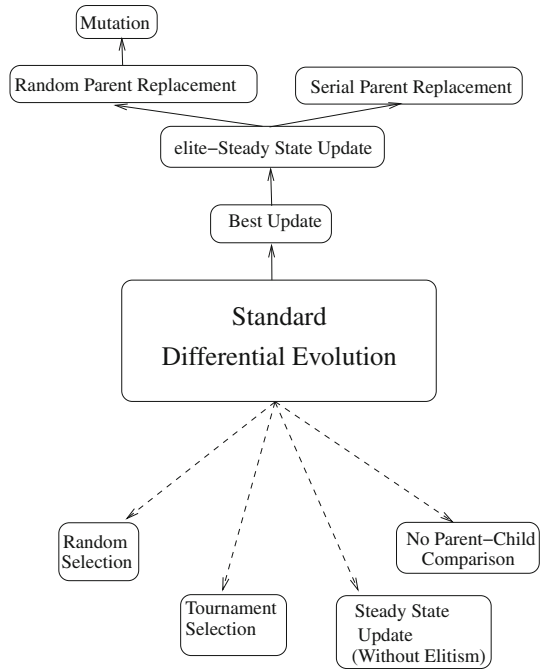 Mutation
Random Parent Replacement
Serial Parent Replacement
elite−Steady State Update
Best Update
Standard
Differential Evolution
Random
Selection
No Parent−Child
Comparison
Tournament
Selection
Steady State
Update
(Without Elitism)